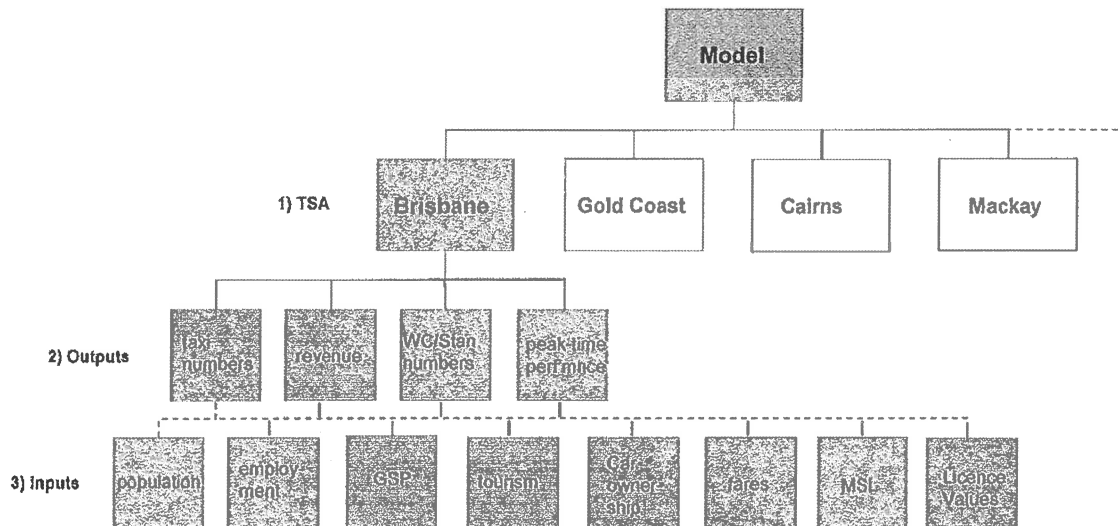 Model
1) TSA
Brisbane
Gold Coast
Cairns
Mackay
2) Outputs
Taxi
numbers
revenue
WC/Stan
numbers
peak-time
perf'mnce
3) Inputs
population
employ-
ment
GSP
tourism
Car
owner-
ship
fares
MSL
Licence
Values